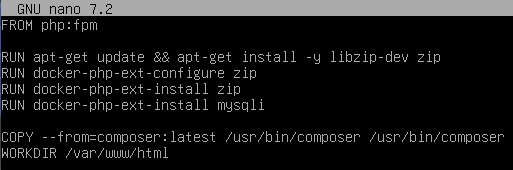 GNU nano 7.2
FROM php:fpm
RUN apt-get update && apt-get install -y libzip-dev zip
RUN docker-php-ext-configure zip
RUN docker-php-ext-install zip
RUN docker-php-ext-install mysqli
COPY --from=composer:latest /usr/bin/composer /usr/bin/composer
WORKDIR /var/www/html